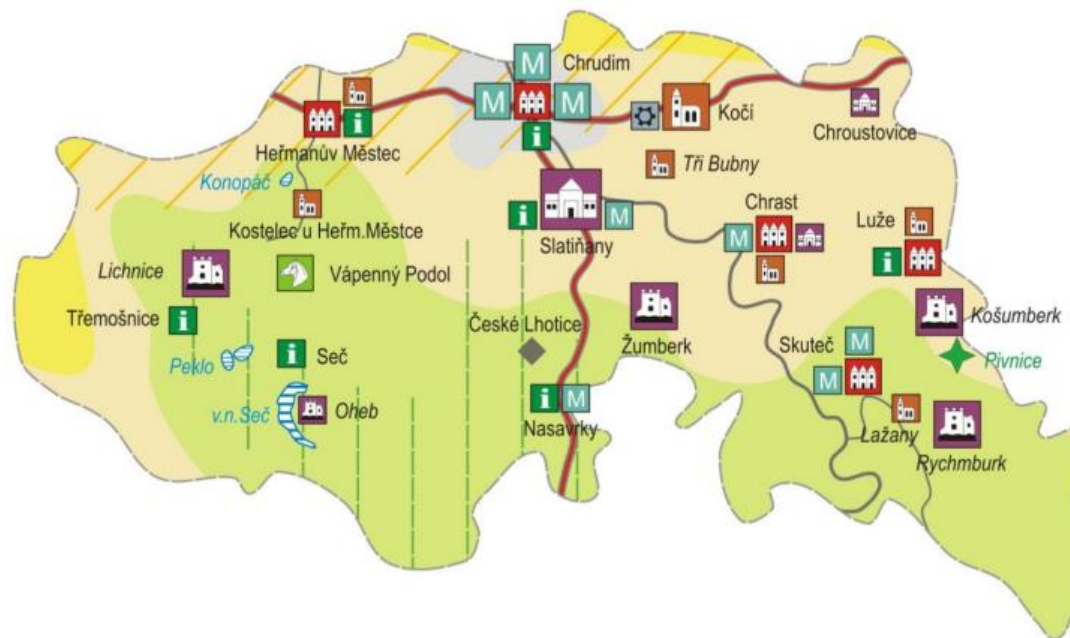 M
Chrudim
M
M
i
Heřmanův Městec
i
Kočí
Chroustovice
Tři Bubny
Konopáč
Kostelec u Heřm.Městce
i
M
Slatiňany
Chrast
M
Luže
i
Lichnice
Vápenný Podol
Třemošnice
i
České Lhotice
Žumberk
Košumberk
Peklo
i
Seč
Skuteč
M
M
Pivnice
v.n.Seč
Oheb
i
M
Nasavrky
Lažany
Rychmburk